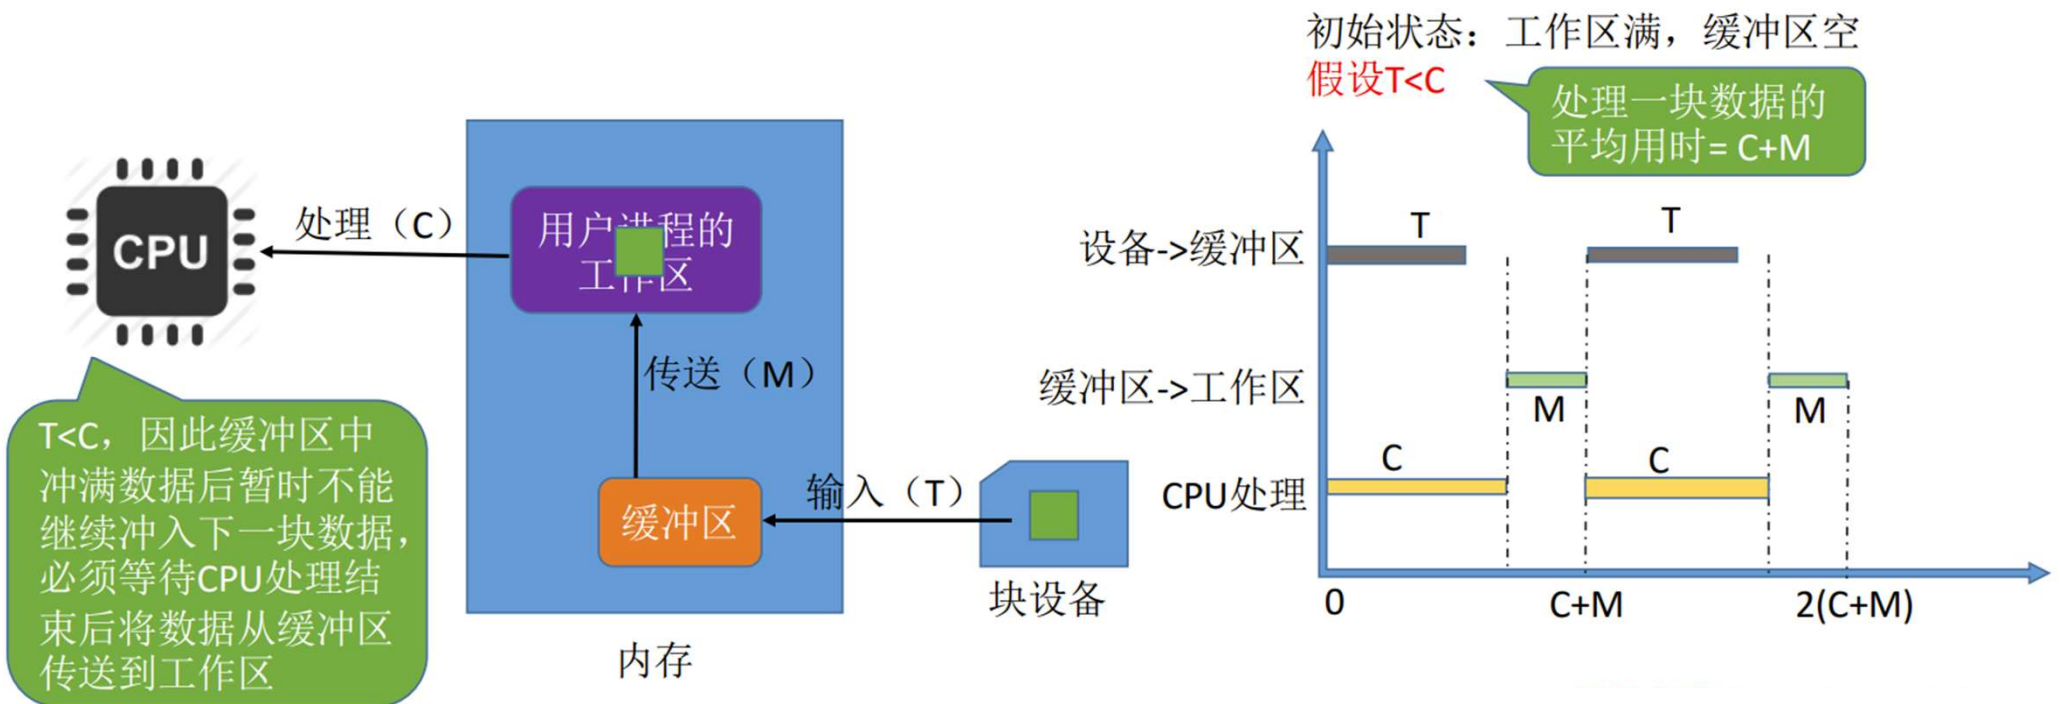 初始状态：工作区满，缓冲区空
假设T<C
处理一块数据的
平均用时= C+M
CPU
处理（C）
用户进程的
工作区
传送（M）
缓冲区
输入（T）
块设备
内存
T<C，因此缓冲区中
冲满数据后暂时不能
继续冲入下一块数据，
必须等待CPU处理结
束后将数据从缓冲区
传送到工作区
设备->缓冲区
T
T
缓冲区->工作区
M
M
CPU处理
C
C
0
C+M
2(C+M)